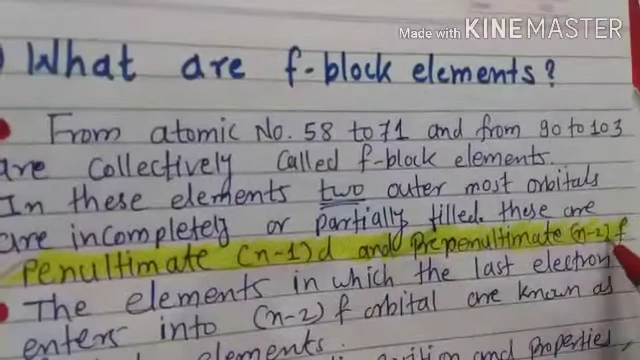 Made with KINEMASTER
What are f-block elements?
From atomic No. 58 to 71 and from 90 to 103
are collectively called f-block elements.
In these elements two outer most orbitals
are incompletely or partially filled. these are
penultimate (n-1)d and Prepenultimate (n-2)f
The elements in which the last electron
enters into (n-2)f orbital are known as
elements.
and properties,